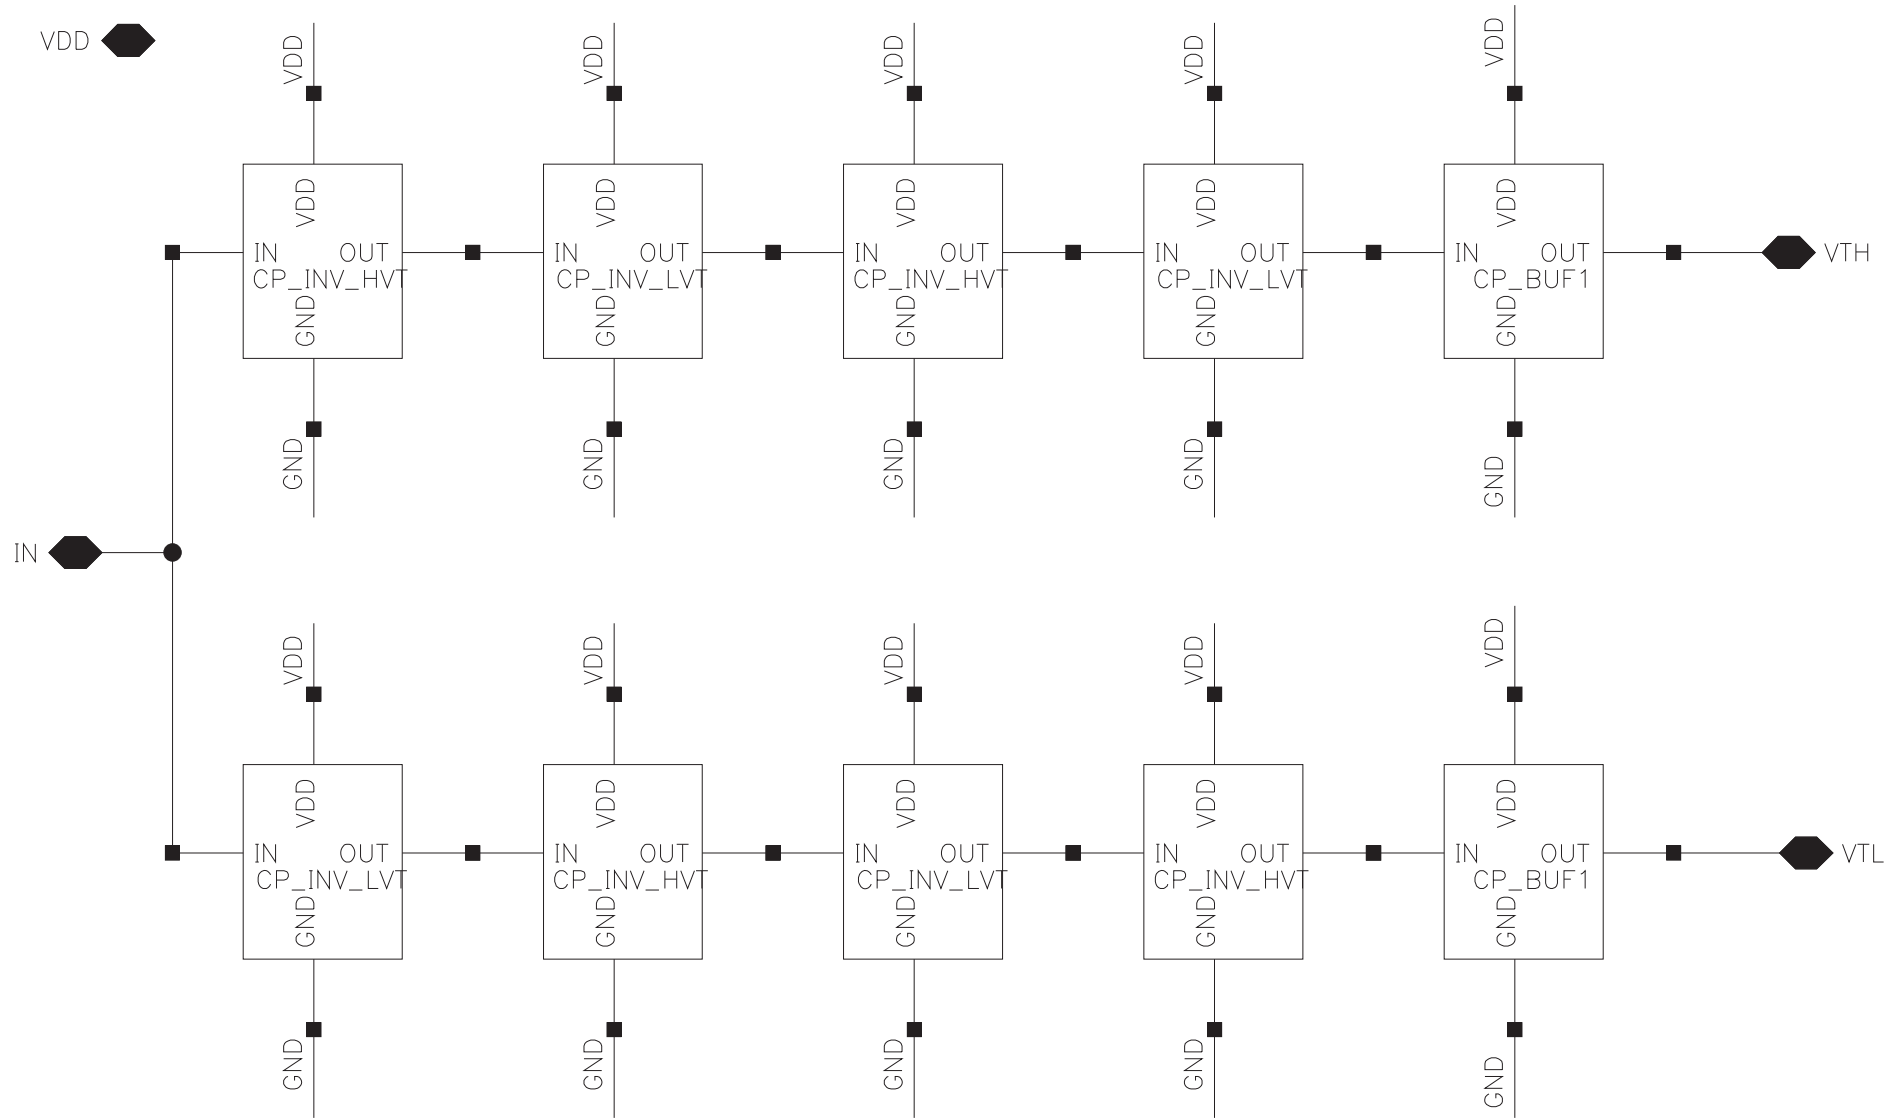 VDD
VDD VDD VDD VDD VDD
VDD VDD VDD VDD VDD
IN OUT IN OUT IN OUT IN OUT IN OUT VTH
CP_INV_HVT CP_INV_LVT CP_INV_HVT CP_INV_LVT CP_BUF1
GND GND GND GND GND
GND GND GND GND GND
IN
VDD VDD VDD VDD VDD
VDD VDD VDD VDD VDD
IN OUT IN OUT IN OUT IN OUT IN OUT VTL
CP_INV_LVT CP_INV_HVT CP_INV_LVT CP_INV_HVT CP_BUF1
GND GND GND GND GND
GND GND GND GND GND